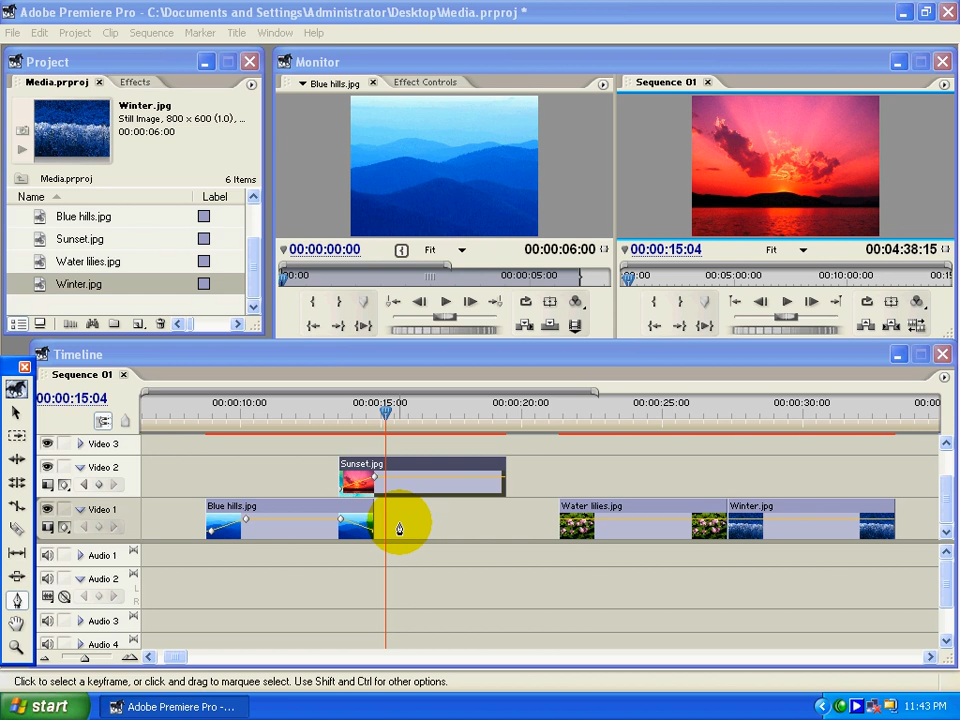 Adobe Premiere Pro - C:\Documents and Settings\Administrator\Desktop\Media.prproj *
File Edit Project Clip Sequence Marker Title Window Help
Project
Media.prproj Effects
Winter.jpg
Still Image, 800 x 600 (1.0), ...
00:00:06:00
Media.prproj 6 Items
Name Label
Blue hills.jpg
Sunset.jpg
Water lilies.jpg
Winter.jpg
Monitor
Blue hills.jpg Effect Controls
00:00:00:00 Fit 00:00:06:00
00:00 00:00:05:00
Sequence 01
00:00:15:04 Fit 00:04:38:15
00:00 00:05:00:00 00:10:00:00 00:15
Timeline
Sequence 01
00:00:15:04
00:00:10:00 00:00:15:00 00:00:20:00 00:00:25:00 00:00:30:00 00:00
Video 3
Video 2
Sunset.jpg
Video 1
Blue hills.jpg Water lilies.jpg Winter.jpg
Audio 1
Audio 2
L
R
Audio 3
Audio 4
Click to select a keyframe, or click and drag to marquee select. Use Shift and Ctrl for other options.
start Adobe Premiere Pro -... 11:43 PM